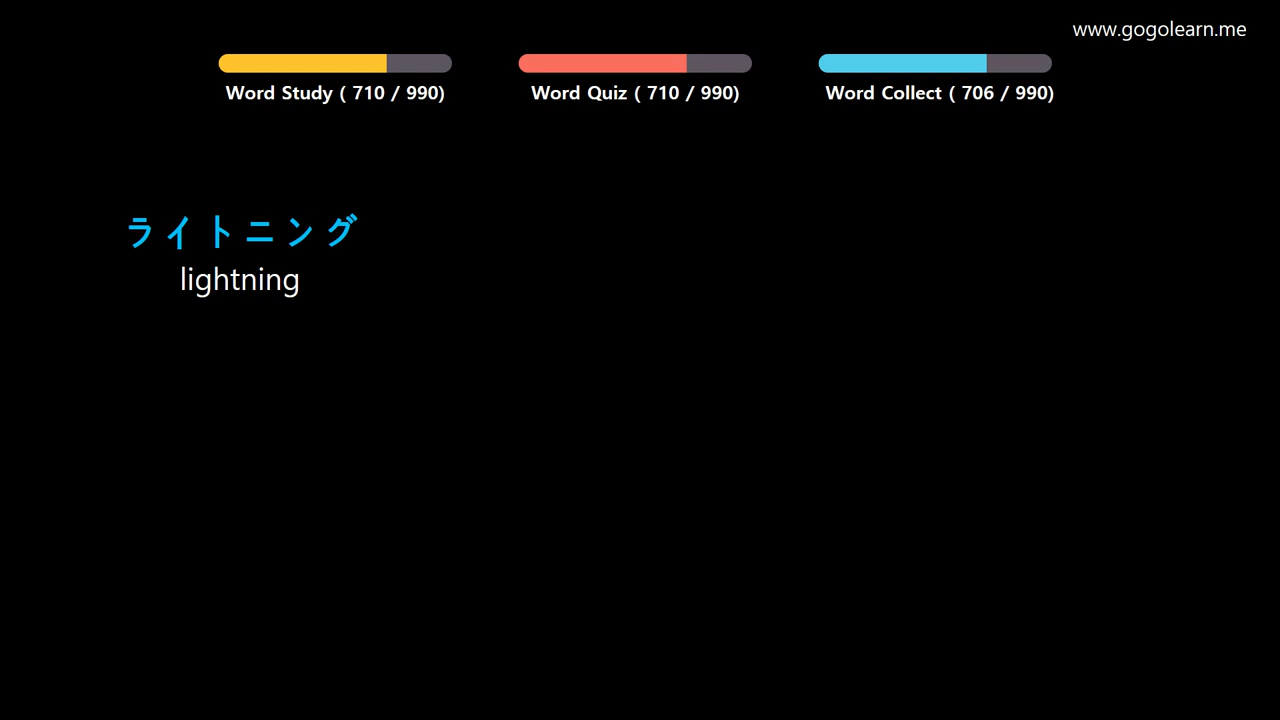 www.gogolearn.me
Word Study ( 710 / 990)
Word Quiz ( 710 / 990)
Word Collect ( 706 / 990)
ライトニング
lightning